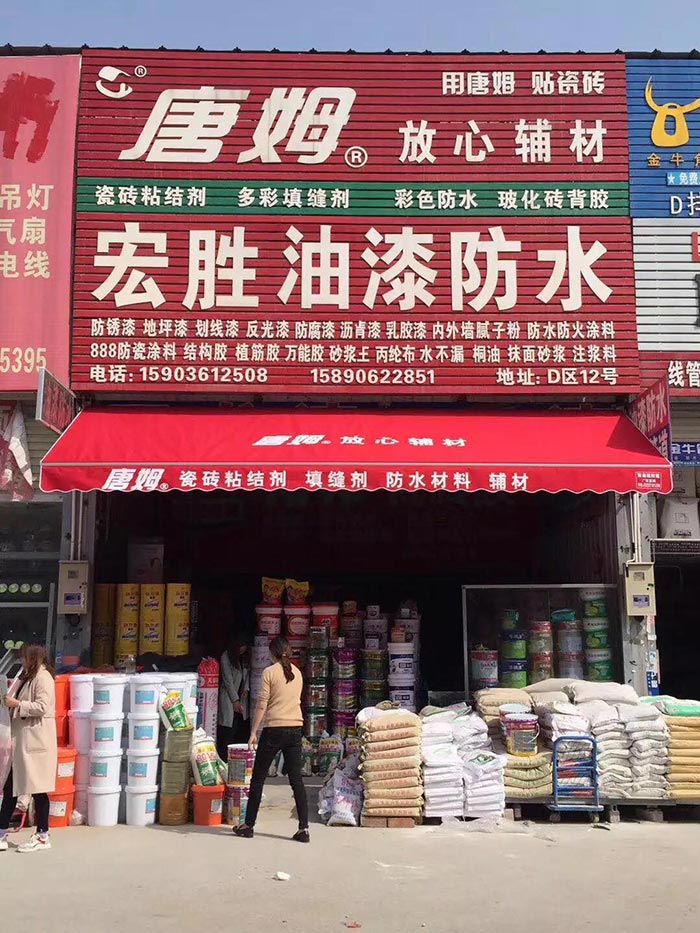 ®
用唐姆 贴瓷砖
唐姆®
放心辅材
瓷砖粘结剂 多彩填缝剂 彩色防水 玻化砖背胶
宏胜油漆防水
防锈漆 地坪漆 划线漆 反光漆 防腐漆 沥青漆 乳胶漆 内外墙腻子粉 防水防火涂料
888防瓷涂料 结构胶 植筋胶 万能胶 砂浆王 丙纶布 水不漏 桐油 抹面砂浆 注浆料
电话：15903612508 15890622851 地址：D区12号
唐姆® 放心辅材
唐姆® 瓷砖粘结剂 填缝剂 防水材料 辅材
吊灯
气扇
电线
5395
金牛
免费
D
线管
防水
金牛